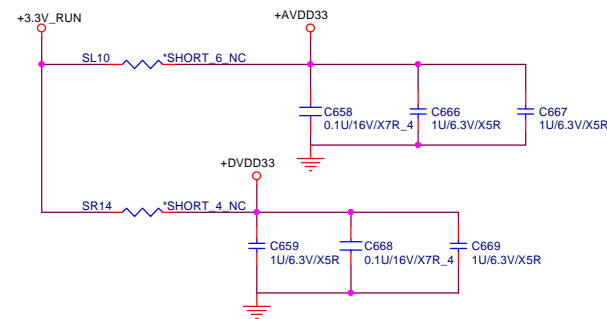 +3.3V_RUN
+AVDD33
SL10
*SHORT_6_NC
C658
0.1U/16V/X7R_4
C666
1U/6.3V/X5R
C667
1U/6.3V/X5R
+DVDD33
SR14
*SHORT_4_NC
C659
1U/6.3V/X5R
C668
0.1U/16V/X7R_4
C669
1U/6.3V/X5R